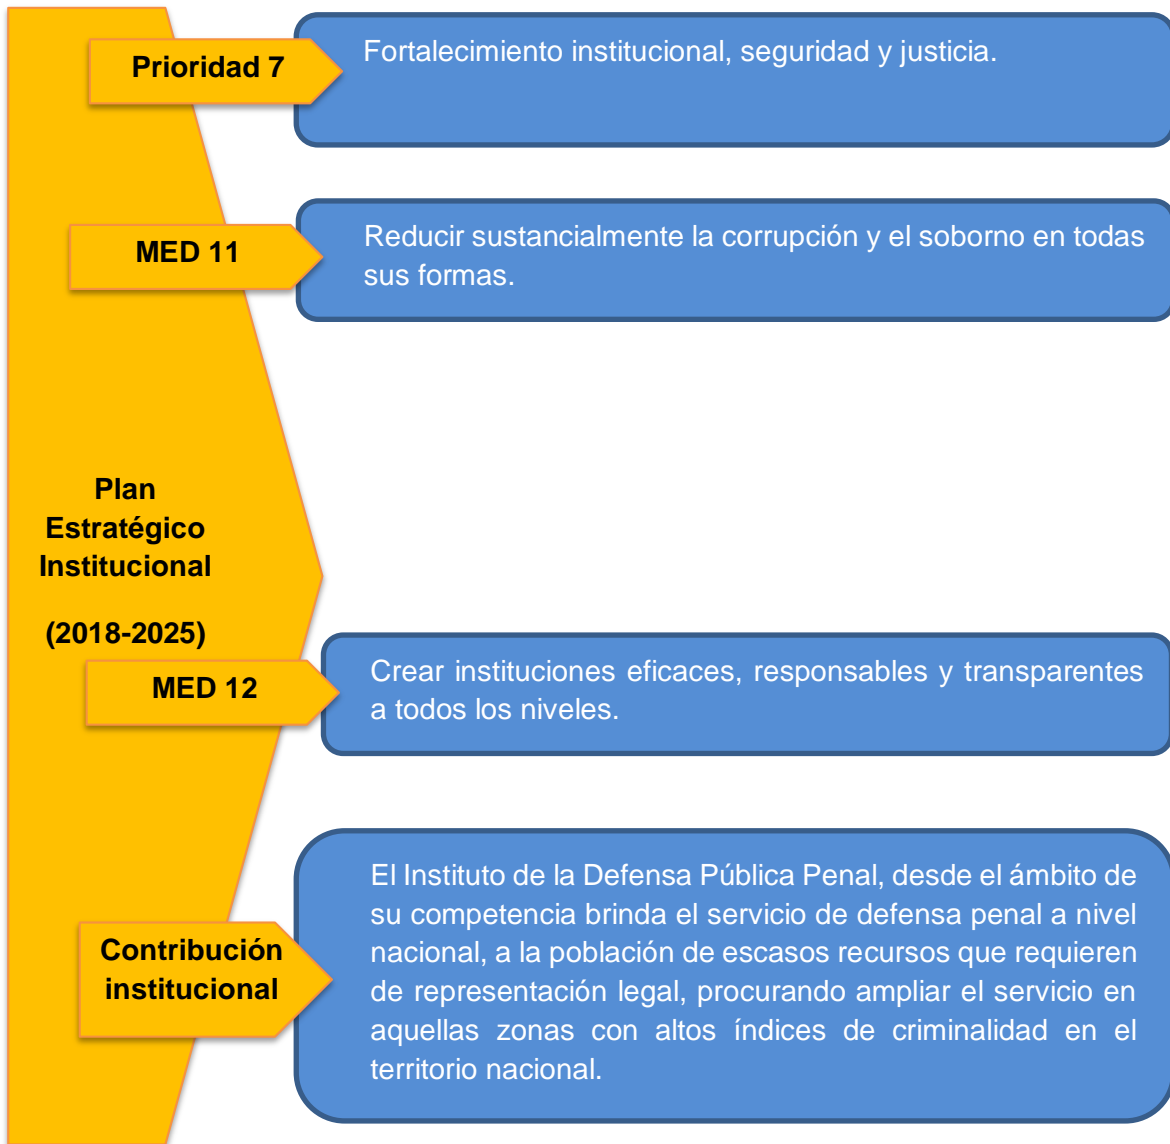 Prioridad 7
Fortalecimiento institucional, seguridad y justicia.
MED 11
Reducir sustancialmente la corrupción y el soborno en todas
sus formas.
Plan
Estratégico
Institucional
(2018-2025)
MED 12
Crear instituciones eficaces, responsables y transparentes
a todos los niveles.
Contribución
institucional
El Instituto de la Defensa Pública Penal, desde el ámbito de
su competencia brinda el servicio de defensa penal a nivel
nacional, a la población de escasos recursos que requieren
de representación legal, procurando ampliar el servicio en
aquellas zonas con altos índices de criminalidad en el
territorio nacional.